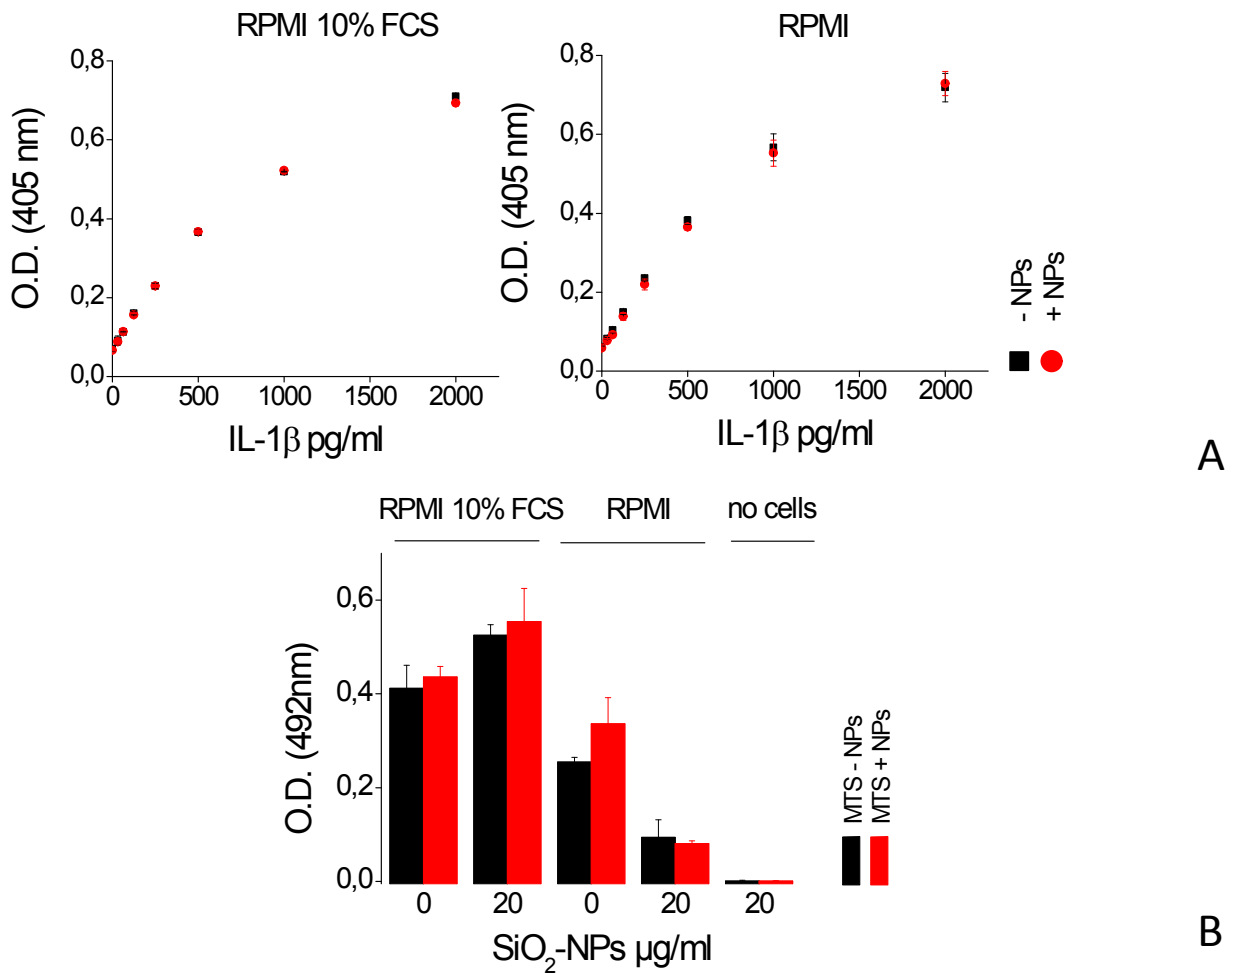 RPMI 10% FCS
RPMI
0,8
0,6
0,4
0,2
0,0
O.D. (405 nm)
0 500 1000 1500 2000
IL-1β pg/ml
0,8
0,6
0,4
0,2
0,0
O.D. (405 nm)
0 500 1000 1500 2000
IL-1β pg/ml
- NPs
+ NPs
A
RPMI 10% FCS RPMI no cells
0,6
0,4
0,2
0,0
O.D. (492nm)
0 20 0 20 20
SiO₂-NPs µg/ml
MTS - NPs
MTS + NPs
B